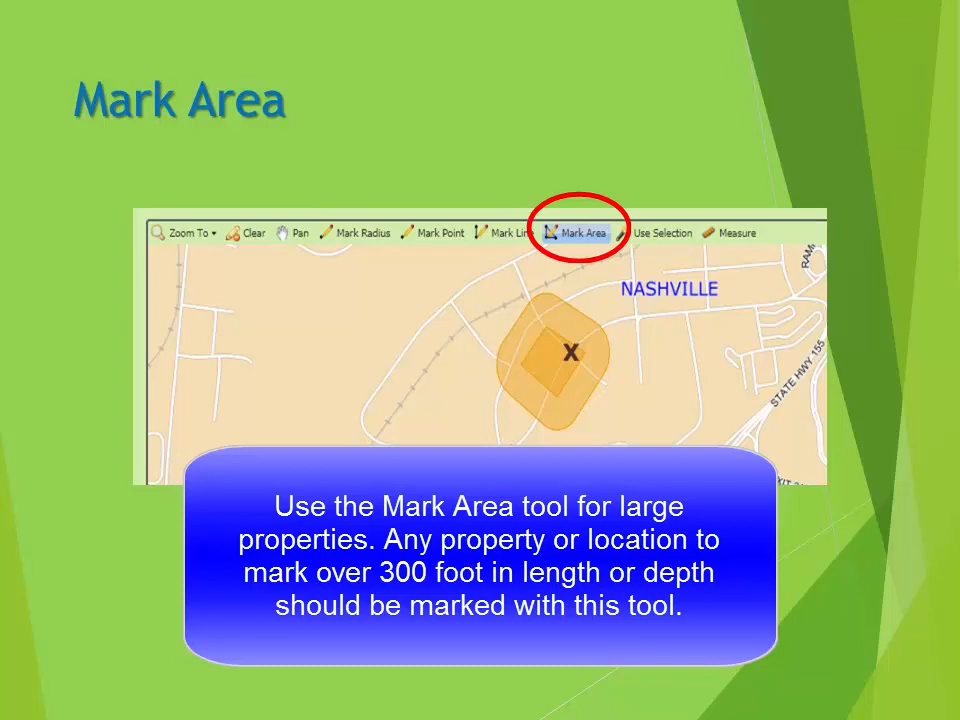 Mark Area
Zoom To Clear Pan Mark Radius Mark Point Mark Line Mark Area Use Selection Measure
NASHVILLE
X
STATE HWY 155
Use the Mark Area tool for large
properties. Any property or location to
mark over 300 foot in length or depth
should be marked with this tool.